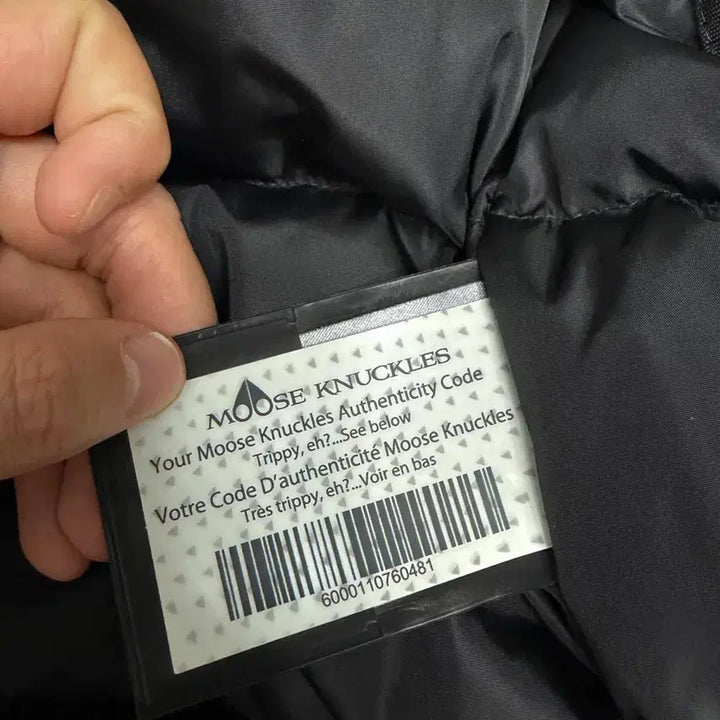 MOOSE KNUCKLES
Your Moose Knuckles Authenticity Code
Trippy, eh?...See below
Votre Code D'authenticité Moose Knuckles
Très trippy, eh?...Voir en bas
6000110760481